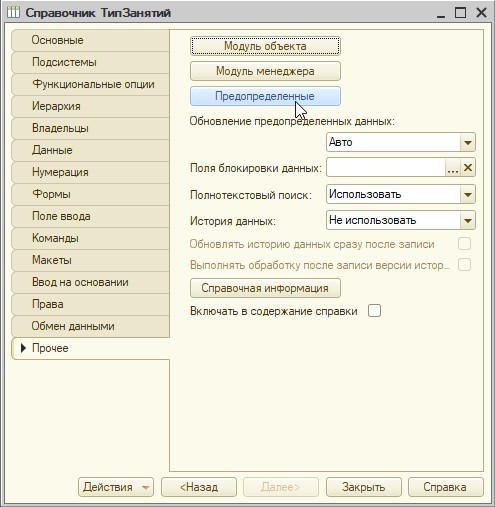 Справочник ТипЗанятий
Основные
Подсистемы
Функциональные опции
Иерархия
Владельцы
Данные
Нумерация
Формы
Поле ввода
Команды
Макеты
Ввод на основании
Права
Обмен данными
Прочее
Модуль объекта
Модуль менеджера
Предопределенные
Обновление предопределенных данных:
Авто
Поля блокировки данных:
...
Полнотекстовый поиск: Использовать
История данных: Не использовать
Обновлять историю данных сразу после записи
Выполнять обработку после записи версии истор...
Справочная информация
Включать в содержание справки
Действия <Назад Далее> Закрыть Справка